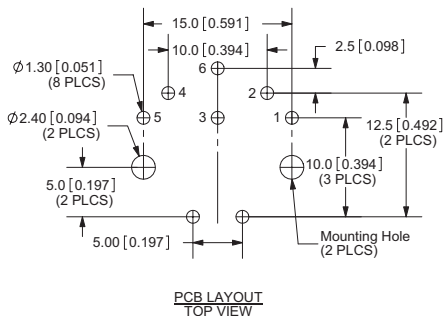 15.0 [0.591]
10.0 [0.394]
2.5 [0.098]
6
Ø1.30 [0.051]
(8 PLCS)
4
2
Ø2.40 [0.094]
(2 PLCS)
5
3
1
12.5 [0.492]
(2 PLCS)
10.0 [0.394]
(3 PLCS)
5.0 [0.197]
(2 PLCS)
5.00 [0.197]
Mounting Hole
(2 PLCS)
PCB LAYOUT
TOP VIEW